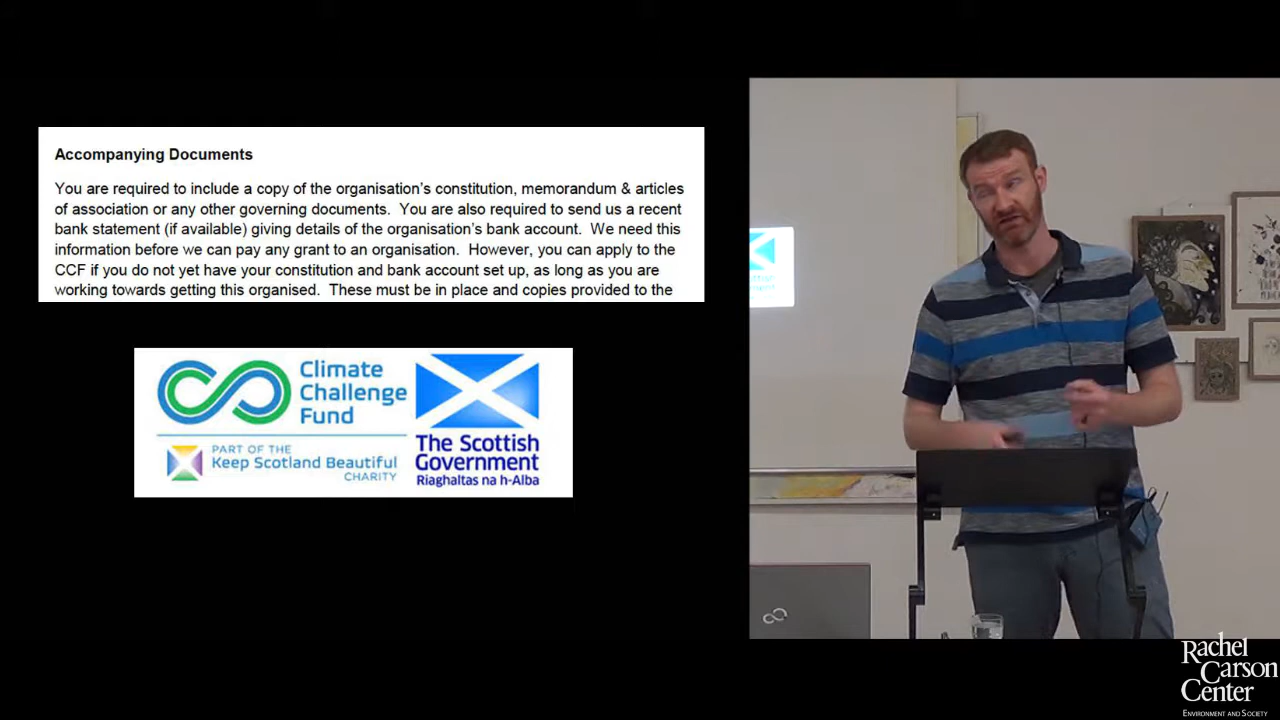 Accompanying Documents
You are required to include a copy of the organisation's constitution, memorandum & articles
of association or any other governing documents.  You are also required to send us a recent
bank statement (if available) giving details of the organisation's bank account.  We need this
information before we can pay any grant to an organisation.  However, you can apply to the
CCF if you do not yet have your constitution and bank account set up, as long as you are
working towards getting this organised.  These must be in place and copies provided to the
Climate
Challenge
Fund
PART OF THE
Keep Scotland Beautiful
CHARITY
The Scottish
Government
Riaghaltas na h-Alba
Rachel
Carson
Center
ENVIRONMENT AND SOCIETY